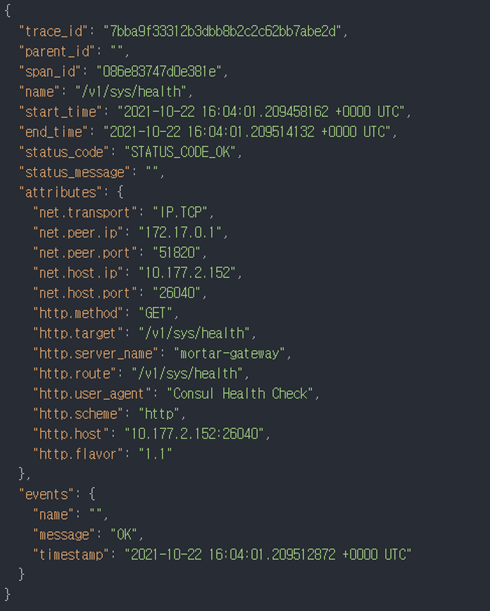 {
"trace_id": "7bba9f33312b3dbb8b2c2c62bb7abe2d",
"parent_id": "",
"span_id": "086e83747d0e381e",
"name": "/v1/sys/health",
"start_time": "2021-10-22 16:04:01.209458162 +0000 UTC",
"end_time": "2021-10-22 16:04:01.209514132 +0000 UTC",
"status_code": "STATUS_CODE_OK",
"status_message": "",
"attributes": {
"net.transport": "IP.TCP",
"net.peer.ip": "172.17.0.1",
"net.peer.port": "51820",
"net.host.ip": "10.177.2.152",
"net.host.port": "26040",
"http.method": "GET",
"http.target": "/v1/sys/health",
"http.server_name": "mortar-gateway",
"http.route": "/v1/sys/health",
"http.user_agent": "Consul Health Check",
"http.scheme": "http",
"http.host": "10.177.2.152:26040",
"http.flavor": "1.1"
},
"events": {
"name": "",
"message": "OK",
"timestamp": "2021-10-22 16:04:01.209512872 +0000 UTC"
}
}